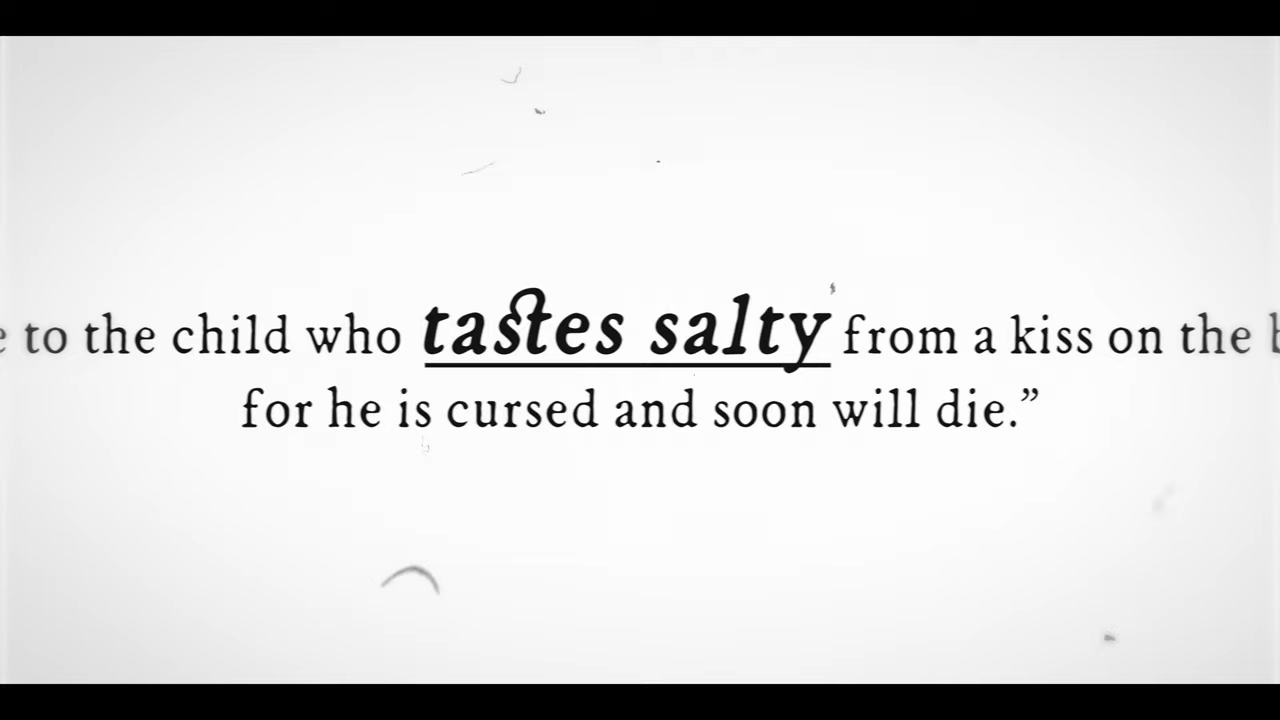 to the child who tastes salty from a kiss on the
for he is cursed and soon will die.”